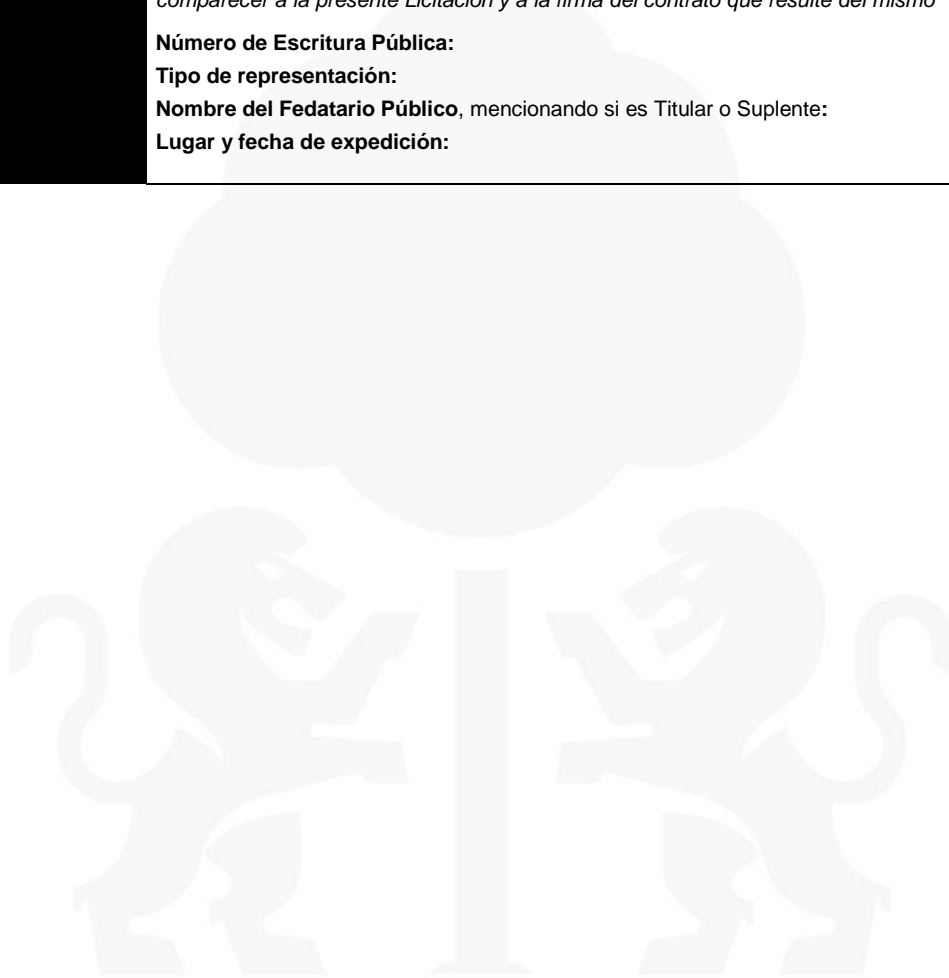 comparecer a la presente Licitación y a la firma del contrato que resulte del mismo
Número de Escritura Pública:
Tipo de representación:
Nombre del Fedatario Público, mencionando si es Titular o Suplente:
Lugar y fecha de expedición: